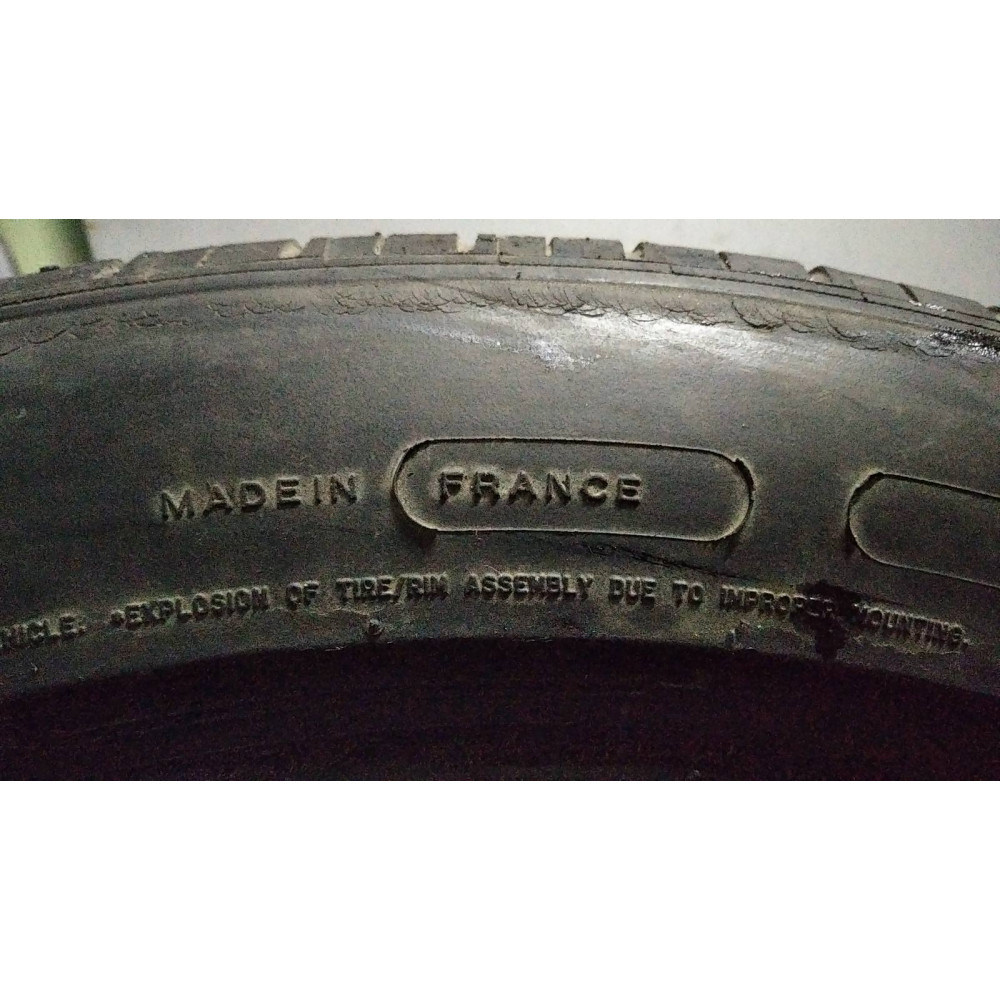 MADE IN FRANCE
HICLE. •EXPLOSION OF TIRE/RIM ASSEMBLY DUE TO IMPROPER MOUNTING.